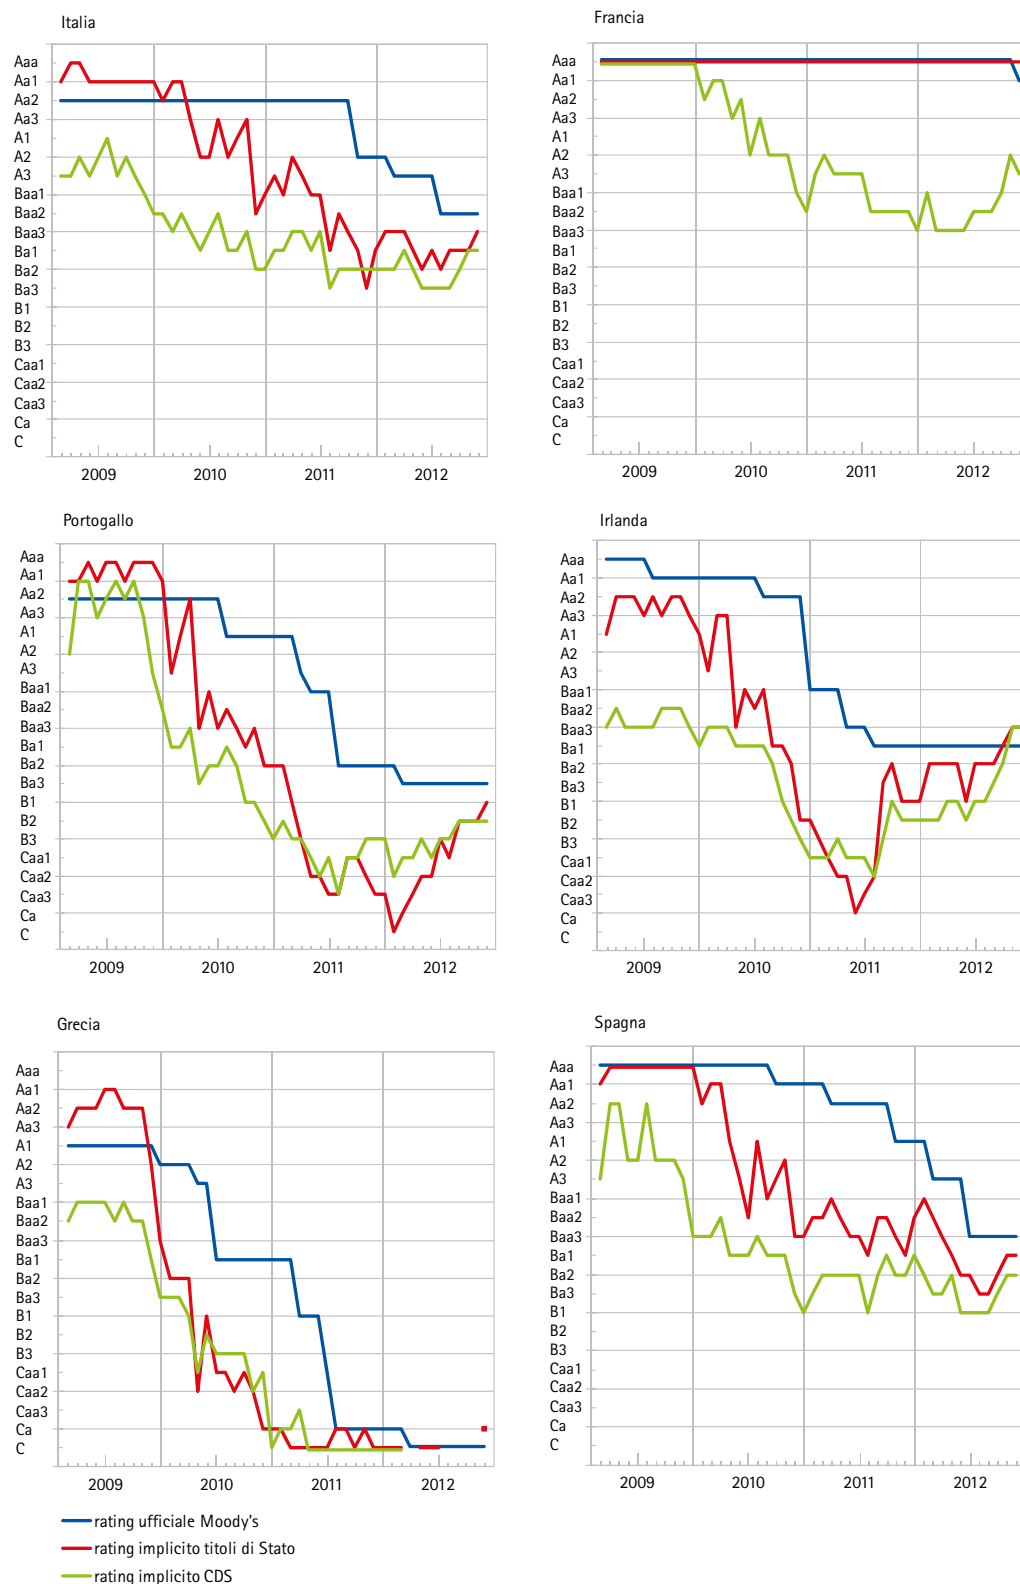 Italia
Aaa
Aa1
Aa2
Aa3
A1
A2
A3
Baa1
Baa2
Baa3
Ba1
Ba2
Ba3
B1
B2
B3
Caa1
Caa2
Caa3
Ca
C
2009 2010 2011 2012
Francia
Aaa
Aa1
Aa2
Aa3
A1
A2
A3
Baa1
Baa2
Baa3
Ba1
Ba2
Ba3
B1
B2
B3
Caa1
Caa2
Caa3
Ca
C
2009 2010 2011 2012
Portogallo
Aaa
Aa1
Aa2
Aa3
A1
A2
A3
Baa1
Baa2
Baa3
Ba1
Ba2
Ba3
B1
B2
B3
Caa1
Caa2
Caa3
Ca
C
2009 2010 2011 2012
Irlanda
Aaa
Aa1
Aa2
Aa3
A1
A2
A3
Baa1
Baa2
Baa3
Ba1
Ba2
Ba3
B1
B2
B3
Caa1
Caa2
Caa3
Ca
C
2009 2010 2011 2012
Grecia
Aaa
Aa1
Aa2
Aa3
A1
A2
A3
Baa1
Baa2
Baa3
Ba1
Ba2
Ba3
B1
B2
B3
Caa1
Caa2
Caa3
Ca
C
2009 2010 2011 2012
Spagna
Aaa
Aa1
Aa2
Aa3
A1
A2
A3
Baa1
Baa2
Baa3
Ba1
Ba2
Ba3
B1
B2
B3
Caa1
Caa2
Caa3
Ca
C
2009 2010 2011 2012
rating ufficiale Moody's
rating implicito titoli di Stato
rating implicito CDS